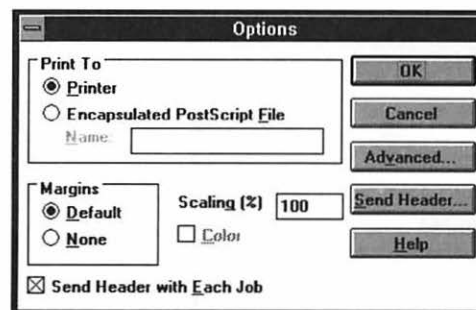 Options
Print To
Printer
Encapsulated PostScript File
Name:
Margins
Default
None
Scaling (%) 100
Color
Send Header with Each Job
OK
Cancel
Advanced...
Send Header...
Help